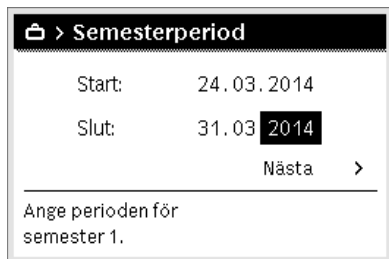 > Semesterperiod
Start: 24.03.2014
Slut: 31.03 2014
Nästa >
Ange perioden för
semester 1.